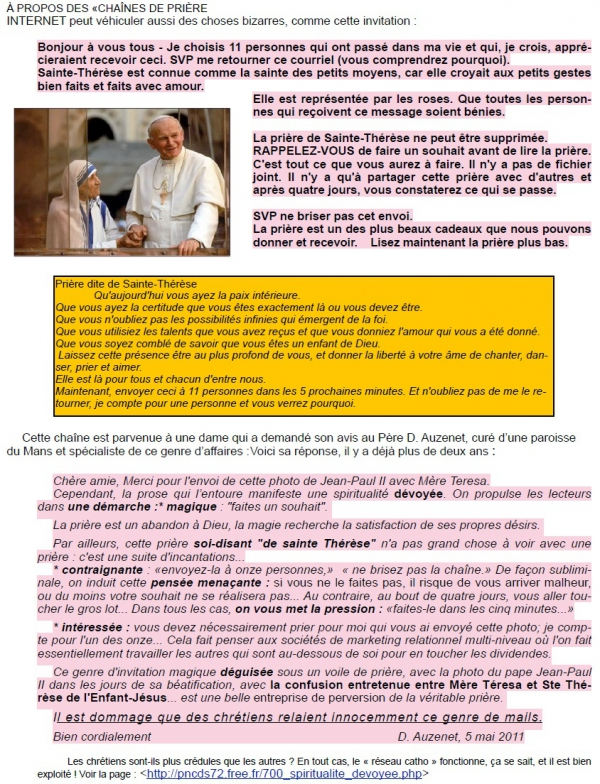 À PROPOS DES «CHAÎNES DE PRIÈRE
INTERNET peut véhiculer aussi des choses bizarres, comme cette invitation :
Bonjour à vous tous - Je choisis 11 personnes qui ont passé dans ma vie et qui, je crois, appré-
cieraient recevoir ceci. SVP me retourner ce courriel (vous comprendrez pourquoi).
Sainte-Thérèse est connue comme la sainte des petits moyens, car elle croyait aux petits gestes
bien faits et faits avec amour.
Elle est représentée par les roses. Que toutes les person-
nes qui reçoivent ce message soient bénies.
La prière de Sainte-Thérèse ne peut être supprimée.
RAPPELEZ-VOUS de faire un souhait avant de lire la prière.
C'est tout ce que vous aurez à faire. Il n'y a pas de fichier
joint. Il n'y a qu'à partager cette prière avec d'autres et
après quatre jours, vous constaterez ce qui se passe.
SVP ne briser pas cet envoi.
La prière est un des plus beaux cadeaux que nous pouvons
donner et recevoir. Lisez maintenant la prière plus bas.
Prière dite de Sainte-Thérèse
Qu'aujourd'hui vous ayez la paix intérieure.
Que vous ayez la certitude que vous êtes exactement là ou vous devez être.
Que vous n'oubliez pas les possibilités infinies qui émergent de la foi.
Que vous utilisiez les talents que vous avez reçus et que vous donniez l'amour qui vous a été donné.
Que vous soyez comblé de savoir que vous êtes un enfant de Dieu.
Laissez cette présence être au plus profond de vous, et donner la liberté à votre âme de chanter, dan-
ser, prier et aimer.
Elle est là pour tous et chacun d'entre nous.
Maintenant, envoyer ceci à 11 personnes dans les 5 prochaines minutes. Et n'oubliez pas de me le re-
tourner, je compte pour une personne et vous verrez pourquoi.
Cette chaîne est parvenue à une dame qui a demandé son avis au Père D. Auzenet, curé d'une paroisse
du Mans et spécialiste de ce genre d'affaires :Voici sa réponse, il y a déjà plus de deux ans :
Chère amie, Merci pour l'envoi de cette photo de Jean-Paul II avec Mère Teresa.
Cependant, la prose qui l'entoure manifeste une spiritualité dévoyée. On propulse les lecteurs
dans une démarche :* magique : "faites un souhait".
La prière est un abandon à Dieu, la magie recherche la satisfaction de ses propres désirs.
Par ailleurs, cette prière soi-disant "de sainte Thérèse" n'a pas grand chose à voir avec une
prière : c'est une suite d'incantations...
* contraignante : «envoyez-la à onze personnes,» « ne brisez pas la chaîne.» De façon sublimi-
nale, on induit cette pensée menaçante : si vous ne le faites pas, il risque de vous arriver malheur,
ou du moins votre souhait ne se réalisera pas... Au contraire, au bout de quatre jours, vous allez tou-
cher le gros lot... Dans tous les cas, on vous met la pression : «faites-le dans les cinq minutes...»
* intéressée : vous devez nécessairement prier pour moi qui vous ai envoyé cette photo; je comp-
te pour l'un des onze... Cela fait penser aux sociétés de marketing relationnel multi-niveau où l'on fait
essentiellement travailler les autres qui sont au-dessous de soi pour en toucher les dividendes.
Ce genre d'invitation magique déguisée sous un voile de prière, avec la photo du pape Jean-Paul
II dans les jours de sa béatification, avec la confusion entretenue entre Mère Téresa et Ste Thé-
rèse de l'Enfant-Jésus... est une belle entreprise de perversion de la véritable prière.
Il est dommage que des chrétiens relaient innocemment ce genre de mails.
Bien cordialement D. Auzenet, 5 mai 2011
Les chrétiens sont-ils plus crédules que les autres ? En tout cas, le « réseau catho » fonctionne, ça se sait, et il est bien
exploité ! Voir la page : <http://pncds72.free.fr/700_spiritualite_devoyee.php>